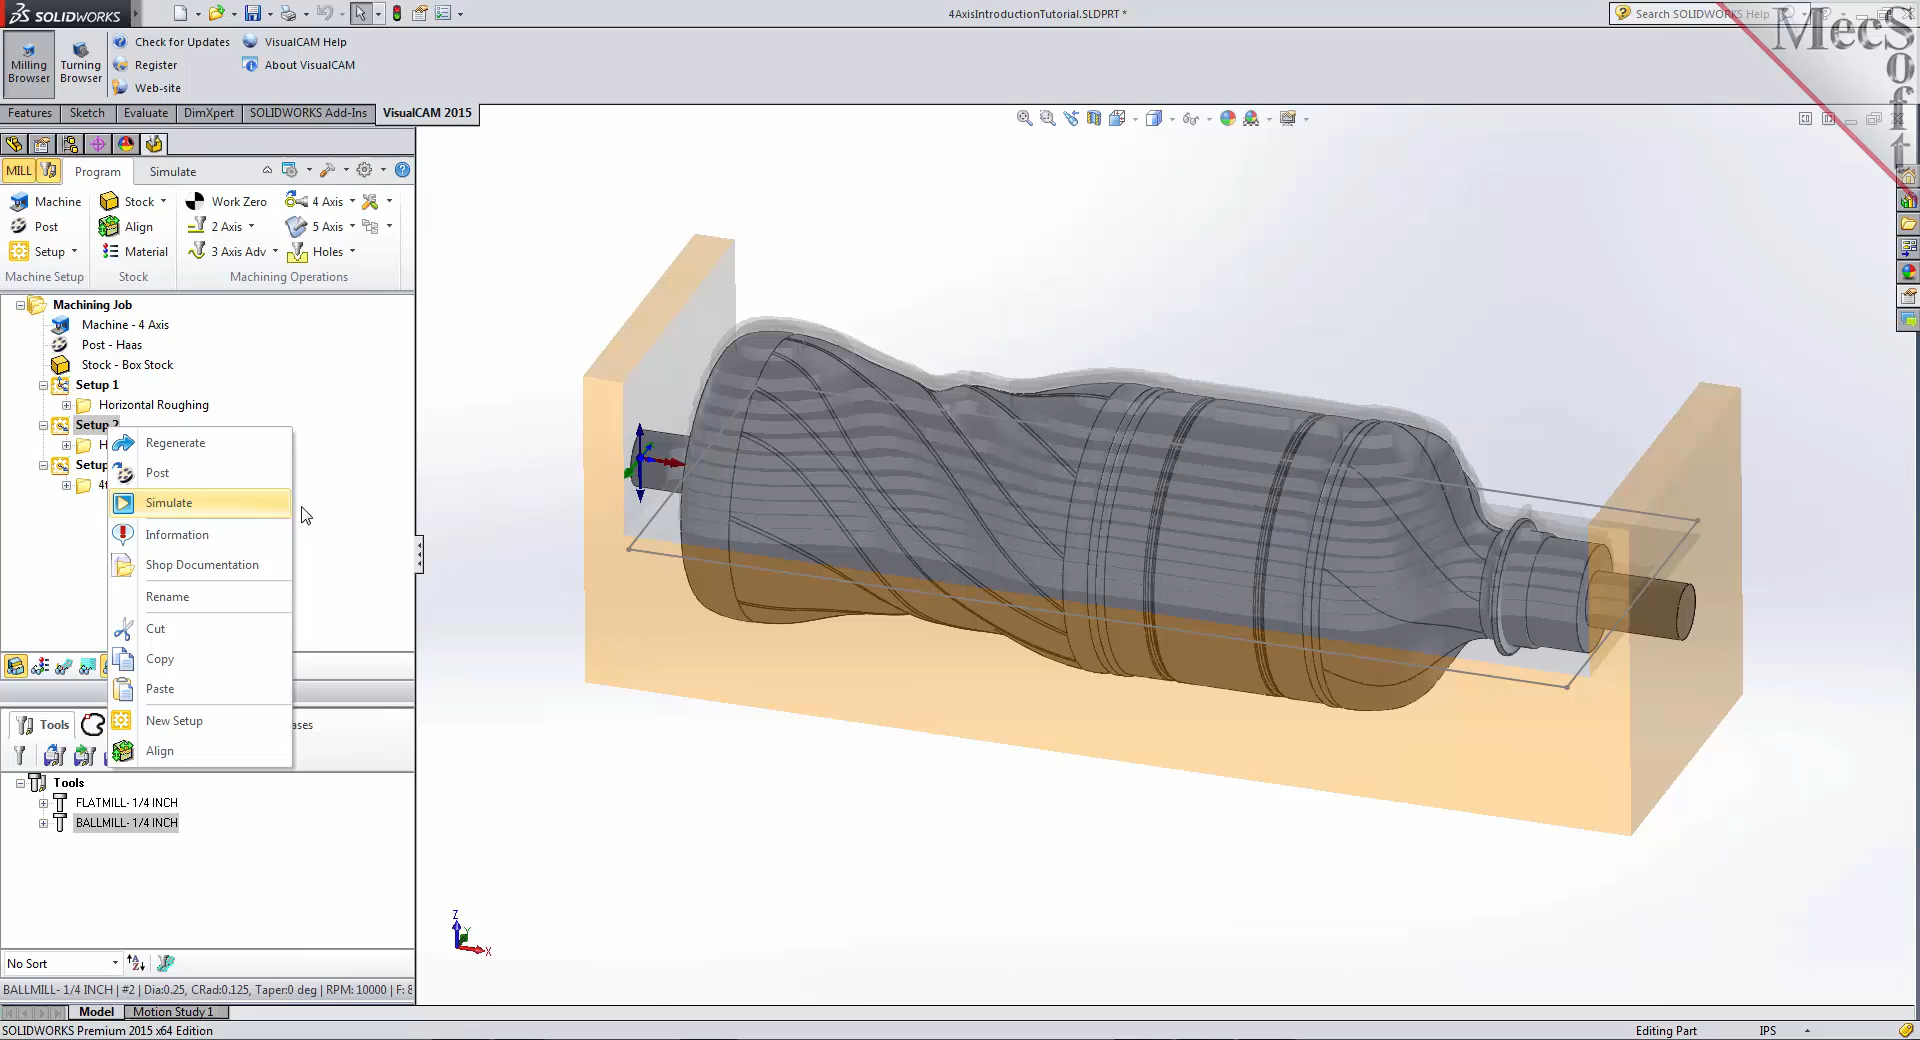 SOLIDWORKS
4AxisIntroductionTutorial.SLDPRT *
Search SOLIDWORKS Help
MecSoft
Milling Browser
Turning Browser
Check for Updates
Register
Web-site
VisualCAM Help
About VisualCAM
Features
Sketch
Evaluate
DimXpert
SOLIDWORKS Add-Ins
VisualCAM 2015
MILL
Program
Simulate
Machine
Post
Setup
Machine Setup
Stock
Align
Material
Stock
Work Zero
4 Axis
2 Axis
5 Axis
3 Axis Adv
Holes
Machining Operations
Machining Job
Machine - 4 Axis
Post - Haas
Stock - Box Stock
Setup 1
Horizontal Roughing
Setup 2
H
Setup
4
Regenerate
Post
Simulate
Information
Shop Documentation
Rename
Cut
Copy
Paste
New Setup
Align
Tools
ases
Tools
FLATMILL- 1/4 INCH
BALLMILL- 1/4 INCH
Z
Y
X
No Sort
BALLMILL- 1/4 INCH | #2 | Dia:0.25, CRad:0.125, Taper:0 deg | RPM: 10000 | F: 8
Model
Motion Study 1
SOLIDWORKS Premium 2015 x64 Edition
Editing Part
IPS